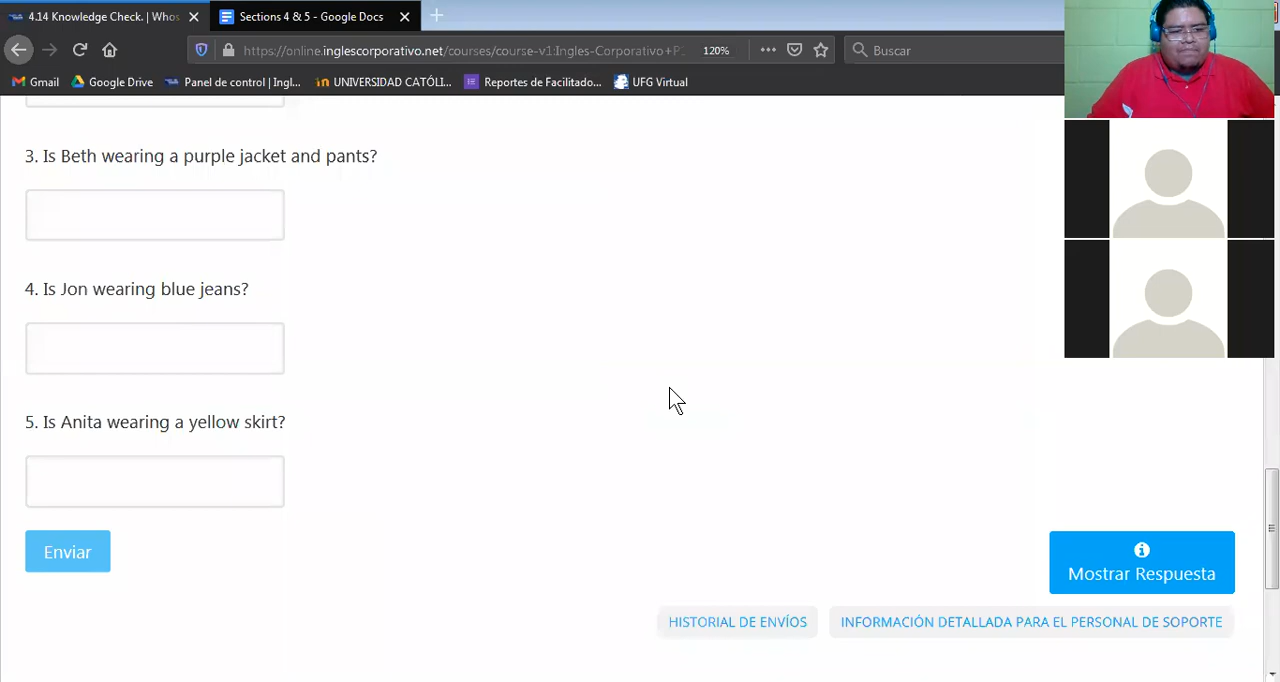 4.14 Knowledge Check. | Whos
Sections 4 & 5 - Google Docs
https://online.inglescorporativo.net/courses/course-v1:Ingles-Corporativo+P
120%
Buscar
Gmail
Google Drive
Panel de control | Ingl...
UNIVERSIDAD CATÓLI...
Reportes de Facilitado...
UFG Virtual
3. Is Beth wearing a purple jacket and pants?
4. Is Jon wearing blue jeans?
5. Is Anita wearing a yellow skirt?
Enviar
Mostrar Respuesta
HISTORIAL DE ENVÍOS
INFORMACIÓN DETALLADA PARA EL PERSONAL DE SOPORTE